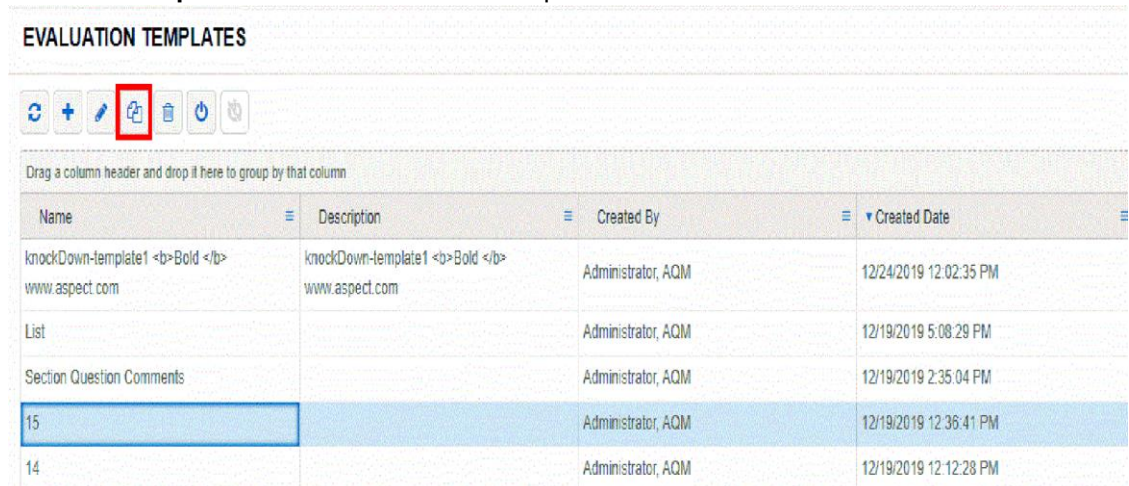 EVALUATION TEMPLATES
Drag a column header and drop it here to group by that column
Name Description Created By Created Date
knockDown-template1 <b>Bold </b> knockDown-template1 <b>Bold </b>
www.aspect.com www.aspect.com Administrator, AQM 12/24/2019 12:02:35 PM
List Administrator, AQM 12/19/2019 5:08:29 PM
Section Question Comments Administrator, AQM 12/19/2019 2:35:04 PM
15 Administrator, AQM 12/19/2019 12:36:41 PM
14 Administrator, AQM 12/19/2019 12:12:28 PM